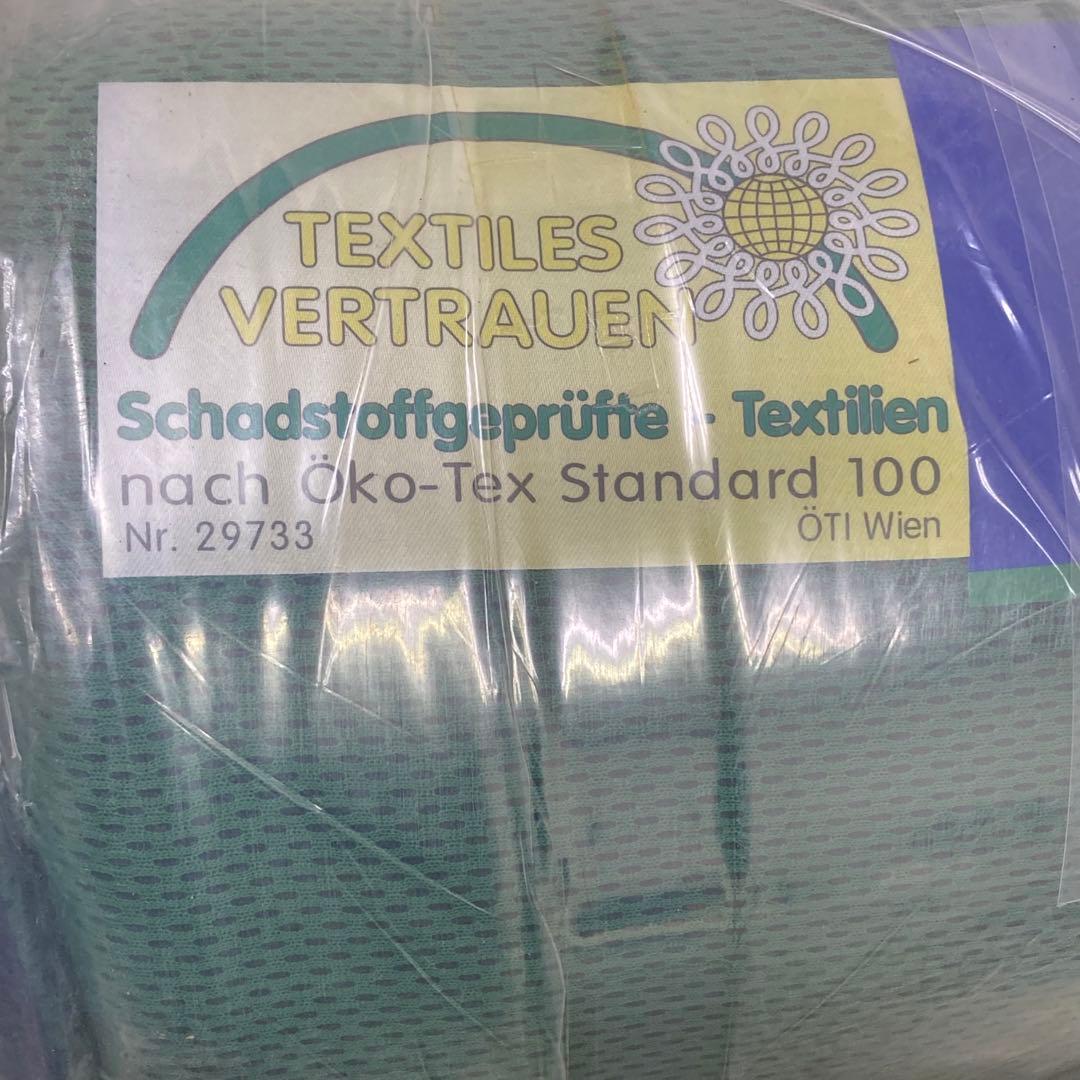 TEXTILES
VERTRAUEN
Schadstoffgeprüfte - Textilien
nach Öko-Tex Standard 100
Nr. 29733 ÖTI Wien